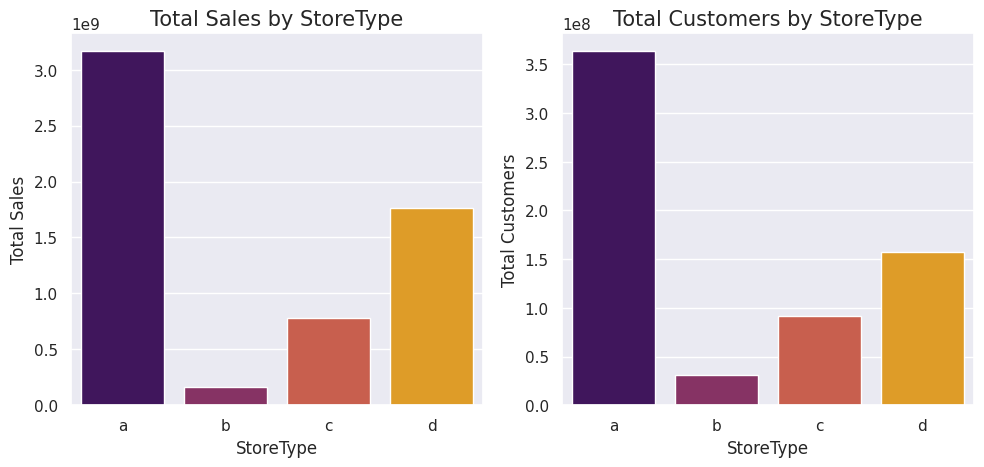 Total Sales by StoreType
1e9
3.0
2.5
2.0
1.5
1.0
0.5
0.0
Total Sales
a b c d
StoreType
Total Customers by StoreType
1e8
3.5
3.0
2.5
2.0
1.5
1.0
0.5
0.0
Total Customers
a b c d
StoreType